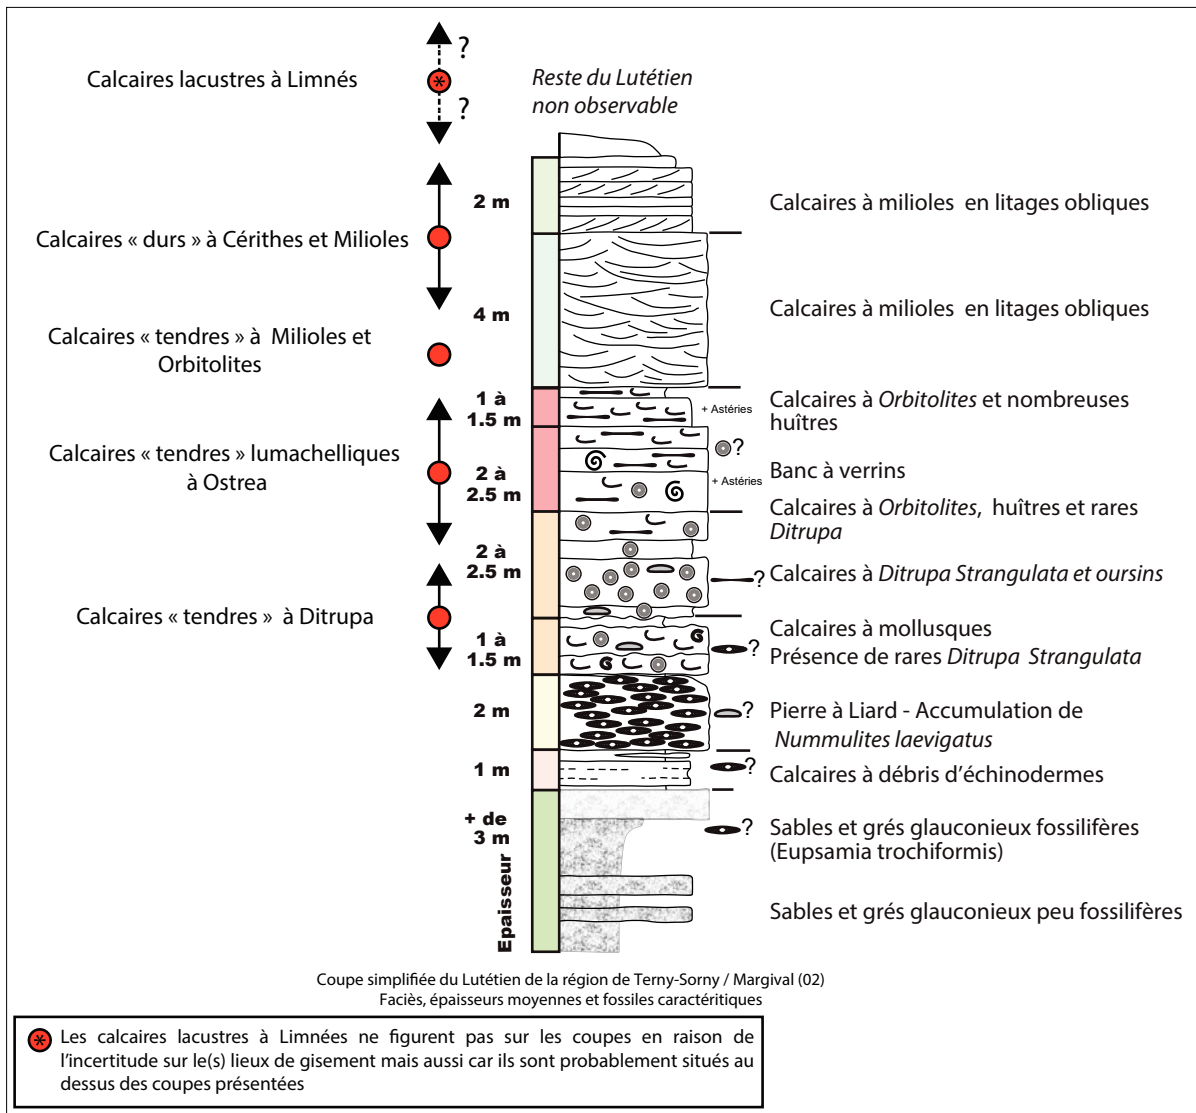 Calcaires lacustres à Limnés
?
?
Reste du Lutétien
non observable
2 m
Calcaires à milioles en litages obliques
Calcaires « durs » à Cérithes et Milioles
4 m
Calcaires à milioles en litages obliques
Calcaires « tendres » à Milioles et
Orbitolites
1 à
1.5 m
+ Astéries
Calcaires à Orbitolites et nombreuses
huîtres
Calcaires « tendres » lumachelliques
à Ostrea
?
2 à
2.5 m
+ Astéries
Banc à verrins
Calcaires à Orbitolites, huîtres et rares
Ditrupa
2 à
2.5 m
?
Calcaires à Ditrupa Strangulata et oursins
Calcaires « tendres » à Ditrupa
1 à
1.5 m
?
Calcaires à mollusques
Présence de rares Ditrupa Strangulata
2 m
?
Pierre à Liard - Accumulation de
Nummulites laevigatus
1 m
?
Calcaires à débris d'échinodermes
+ de
3 m
?
Sables et grés glauconieux fossilifères
(Eupsamia trochiformis)
Epaisseur
Sables et grés glauconieux peu fossilifères
Coupe simplifiée du Lutétien de la région de Terny-Sorny / Margival (02)
Faciès, épaisseurs moyennes et fossiles caractéritiques
* Les calcaires lacustres à Limnées ne figurent pas sur les coupes en raison de
l'incertitude sur le(s) lieux de gisement mais aussi car ils sont probablement situés au
dessus des coupes présentées